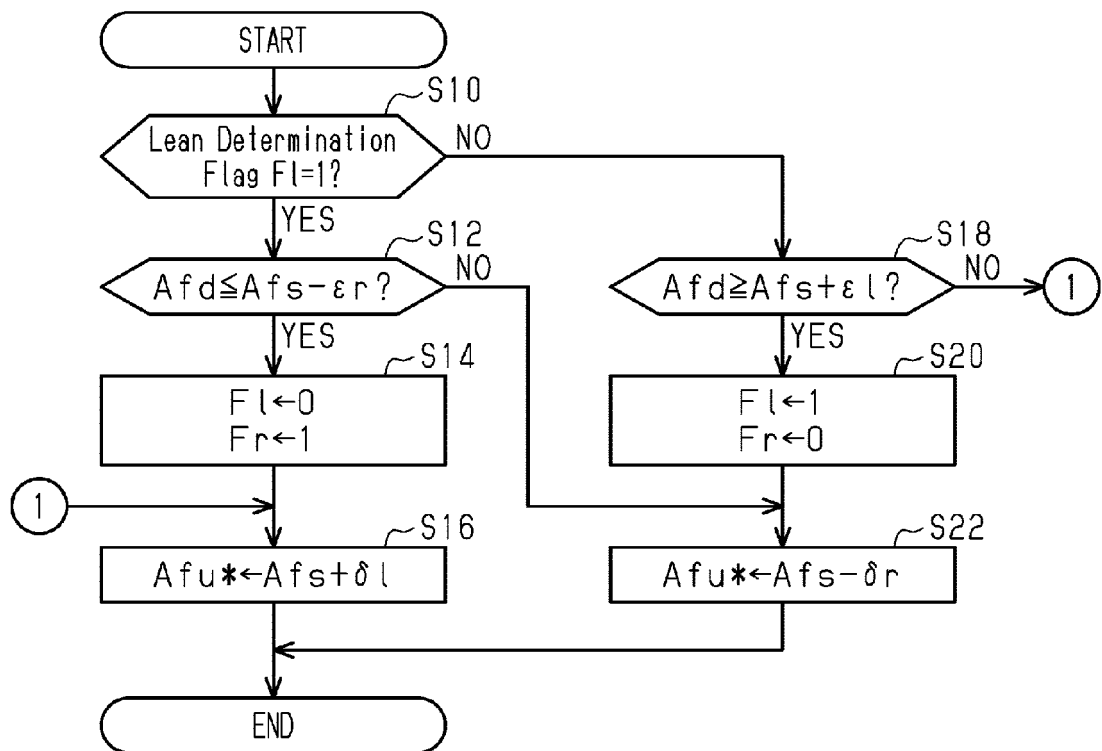 START
S10
Lean Determination
Flag Fl=1?
NO
YES
S12
Afd≦Afs-εr?
NO
YES
S18
Afd≧Afs+εl?
NO
1
YES
S14
Fl←0
Fr←1
S20
Fl←1
Fr←0
1
S16
Afu*←Afs+δl
S22
Afu*←Afs-δr
END